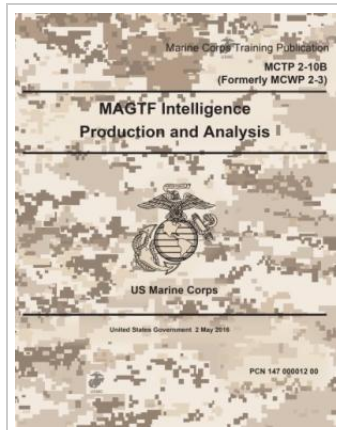 Marine Corps Training Publication
MCTP 2-10B
(Formerly MCWP 2-3)
MAGTF Intelligence
Production and Analysis
US Marine Corps
United States Government 2 May 2016
PCN 147 000012 00